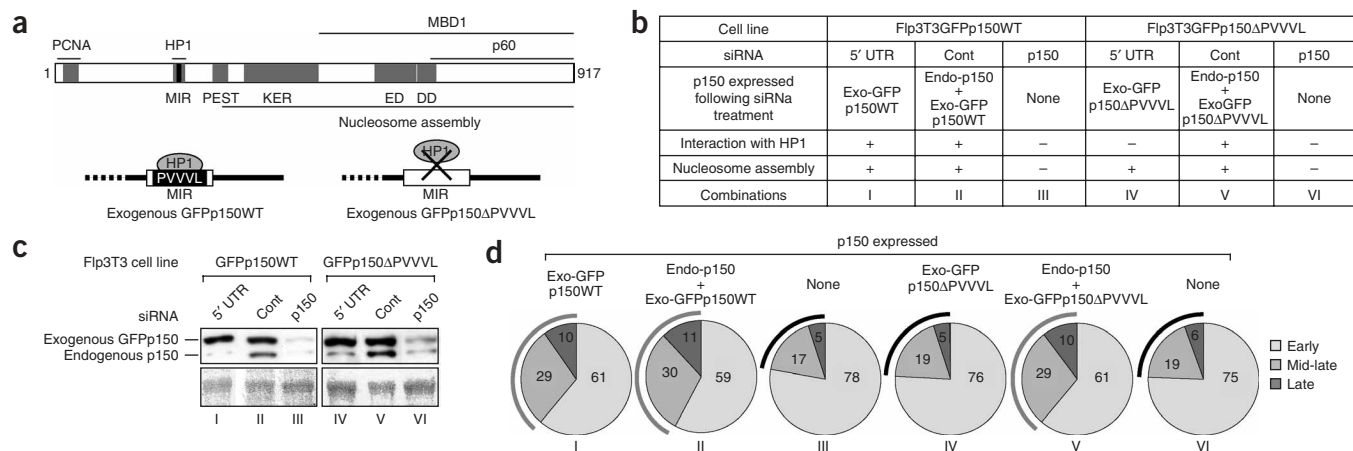 a
MBD1
PCNA
HP1
p60
1
917
MIR
PEST
KER
ED
DD
Nucleosome assembly
HP1
PVVVL
MIR
Exogenous GFPp150WT
HP1
MIR
Exogenous GFPp150ΔPVVVL
b
Cell line Flp3T3GFPp150WT Flp3T3GFPp150ΔPVVVL
siRNA 5′ UTR Cont p150 5′ UTR Cont p150
p150 expressed
following siRNa
treatment
Exo-GFP
p150WT
Endo-p150
+
Exo-GFP
p150WT
None
Exo-GFP
p150ΔPVVVL
Endo-p150
+
ExoGFP
p150ΔPVVVL
None
Interaction with HP1 + + – – + –
Nucleosome assembly + + – + + –
Combinations I II III IV V VI
c
Flp3T3 cell line GFPp150WT GFPp150ΔPVVVL
siRNA 5′ UTR Cont p150 5′ UTR Cont p150
Exogenous GFPp150
Endogenous p150
I II III IV V VI
d
p150 expressed
Exo-GFP
p150WT
Endo-p150
+
Exo-GFPp150WT
None
Exo-GFP
p150ΔPVVVL
Endo-p150
+
Exo-GFPp150ΔPVVVL
None
10
29
61
11
30
59
5
17
78
5
19
76
10
29
61
6
19
75
Early
Mid-late
Late
I II III IV V VI